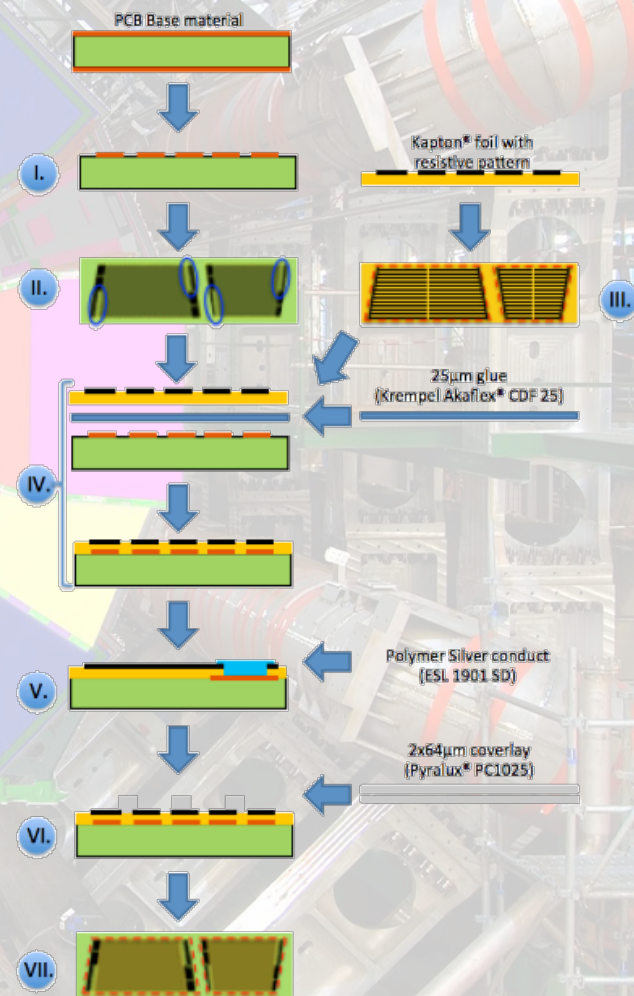 PCB Base material
I.
Kapton® foil with
resistive pattern
II.
III.
25µm glue
(Krempel Akaflex® CDF 25)
IV.
Polymer Silver conduct
(ESL 1901 SD)
V.
2x64µm coverlay
(Pyralux® PC1025)
VI.
VII.